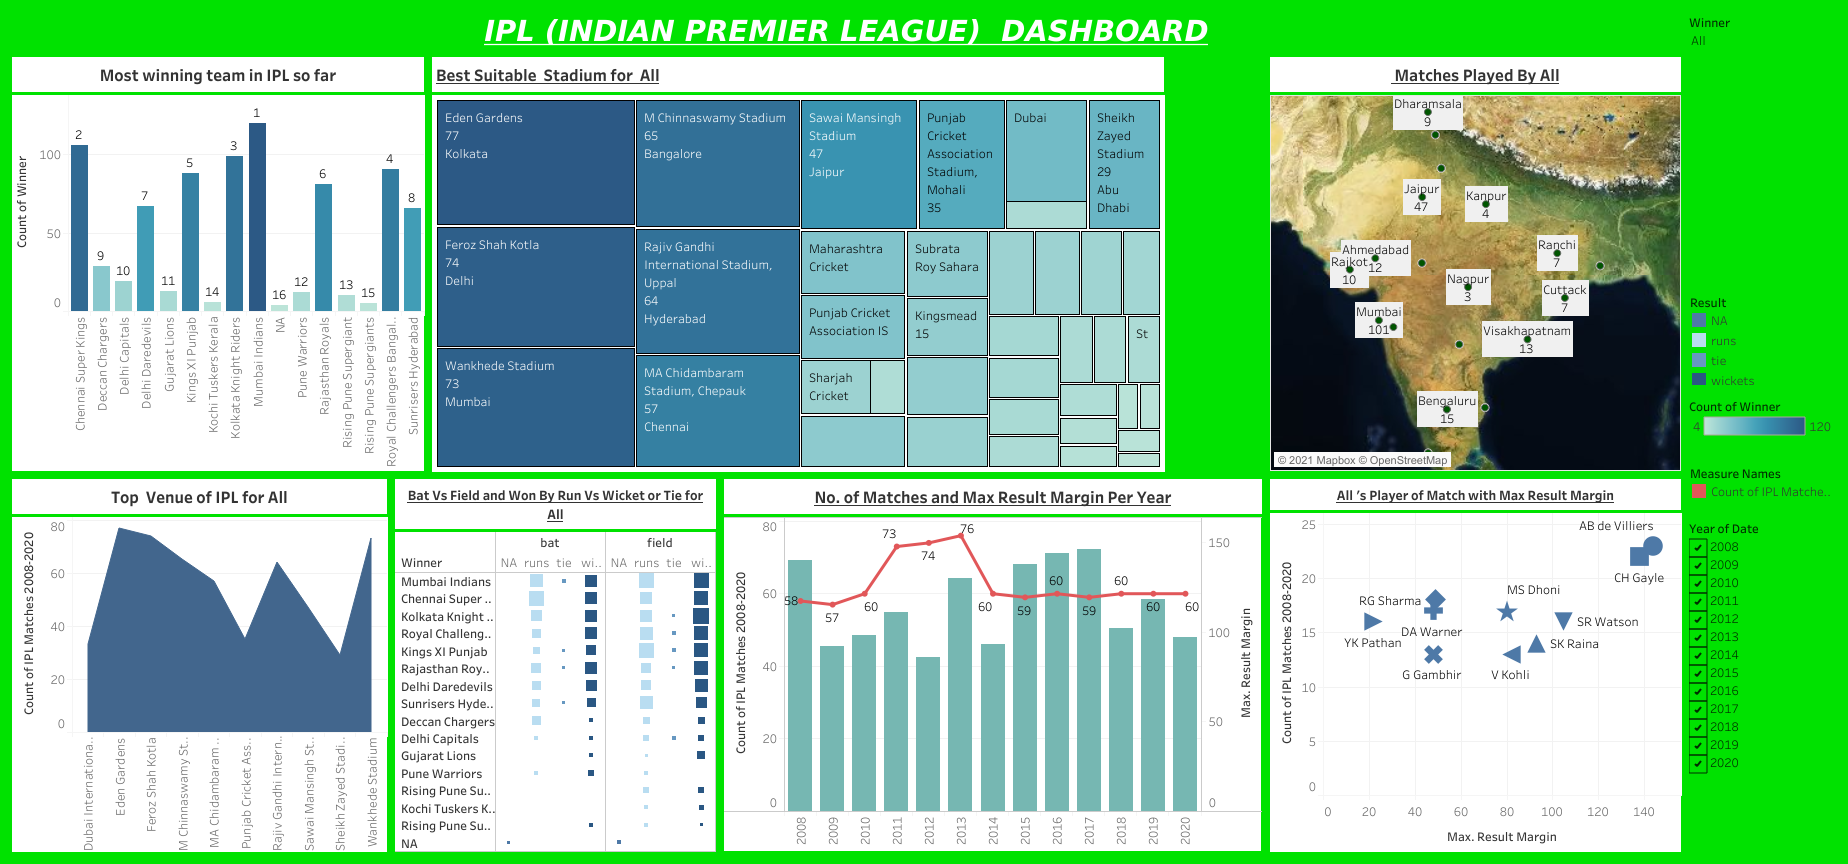 IPL (INDIAN PREMIER LEAGUE)  DASHBOARD
Winner
All
Most winning team in IPL so far
Count of Winner
100
50
0
2
9
10
7
11
5
14
3
1
16
12
6
13
15
4
8
Chennai Super Kings
Deccan Chargers
Delhi Capitals
Delhi Daredevils
Gujarat Lions
Kings XI Punjab
Kochi Tuskers Kerala
Kolkata Knight Riders
Mumbai Indians
NA
Pune Warriors
Rajasthan Royals
Rising Pune Supergiant
Rising Pune Supergiants
Royal Challengers Bangal..
Sunrisers Hyderabad
Best Suitable  Stadium for  All
Eden Gardens
77
Kolkata
Feroz Shah Kotla
74
Delhi
Wankhede Stadium
73
Mumbai
M Chinnaswamy Stadium
65
Bangalore
Rajiv Gandhi
International Stadium,
Uppal
64
Hyderabad
MA Chidambaram
Stadium, Chepauk
57
Chennai
Sawai Mansingh
Stadium
47
Jaipur
Punjab
Cricket
Association
Stadium,
Mohali
35
Dubai
Sheikh
Zayed
Stadium
29
Abu
Dhabi
Maharashtra
Cricket
Subrata
Roy Sahara
Punjab Cricket
Association IS
Kingsmead
15
Sharjah
Cricket
St
Matches Played By All
Dharamsala
9
Jaipur
47
Kanpur
4
Ahmedabad
12
Rajkot
10
Ranchi
7
Nagpur
3
Cuttack
7
Mumbai
101
Visakhapatnam
13
Bengaluru
15
© 2021 Mapbox © OpenStreetMap
Result
NA
runs
tie
wickets
Count of Winner
4
120
Measure Names
Count of IPL Matche..
Year of Date
2008
2009
2010
2011
2012
2013
2014
2015
2016
2017
2018
2019
2020
Top  Venue of IPL for All
Count of IPL Matches 2008-2020
80
60
40
20
0
Dubai Internationa..
Eden Gardens
Feroz Shah Kotla
M Chinnaswamy St..
MA Chidambaram ..
Punjab Cricket Ass..
Rajiv Gandhi Intern..
Sawai Mansingh St..
Sheikh Zayed Stadi..
Wankhede Stadium
Bat Vs Field and Won By Run Vs Wicket or Tie for
All
bat
field
Winner
NA runs tie wi..
NA runs tie wi..
Mumbai Indians
Chennai Super ..
Kolkata Knight ..
Royal Challeng..
Kings XI Punjab
Rajasthan Roy..
Delhi Daredevils
Sunrisers Hyde..
Deccan Chargers
Delhi Capitals
Gujarat Lions
Pune Warriors
Rising Pune Su..
Kochi Tuskers K..
Rising Pune Su..
NA
No. of Matches and Max Result Margin Per Year
Count of IPL Matches 2008-2020
80
60
40
20
0
58
57
60
73
74
76
60
59
60
59
60
60
60
150
100
50
0
Max. Result Margin
2008
2009
2010
2011
2012
2013
2014
2015
2016
2017
2018
2019
2020
All 's Player of Match with Max Result Margin
Count of IPL Matches 2008-2020
25
20
15
10
5
0
AB de Villiers
CH Gayle
MS Dhoni
RG Sharma
DA Warner
SR Watson
YK Pathan
SK Raina
G Gambhir
V Kohli
0
20
40
60
80
100
120
140
Max. Result Margin